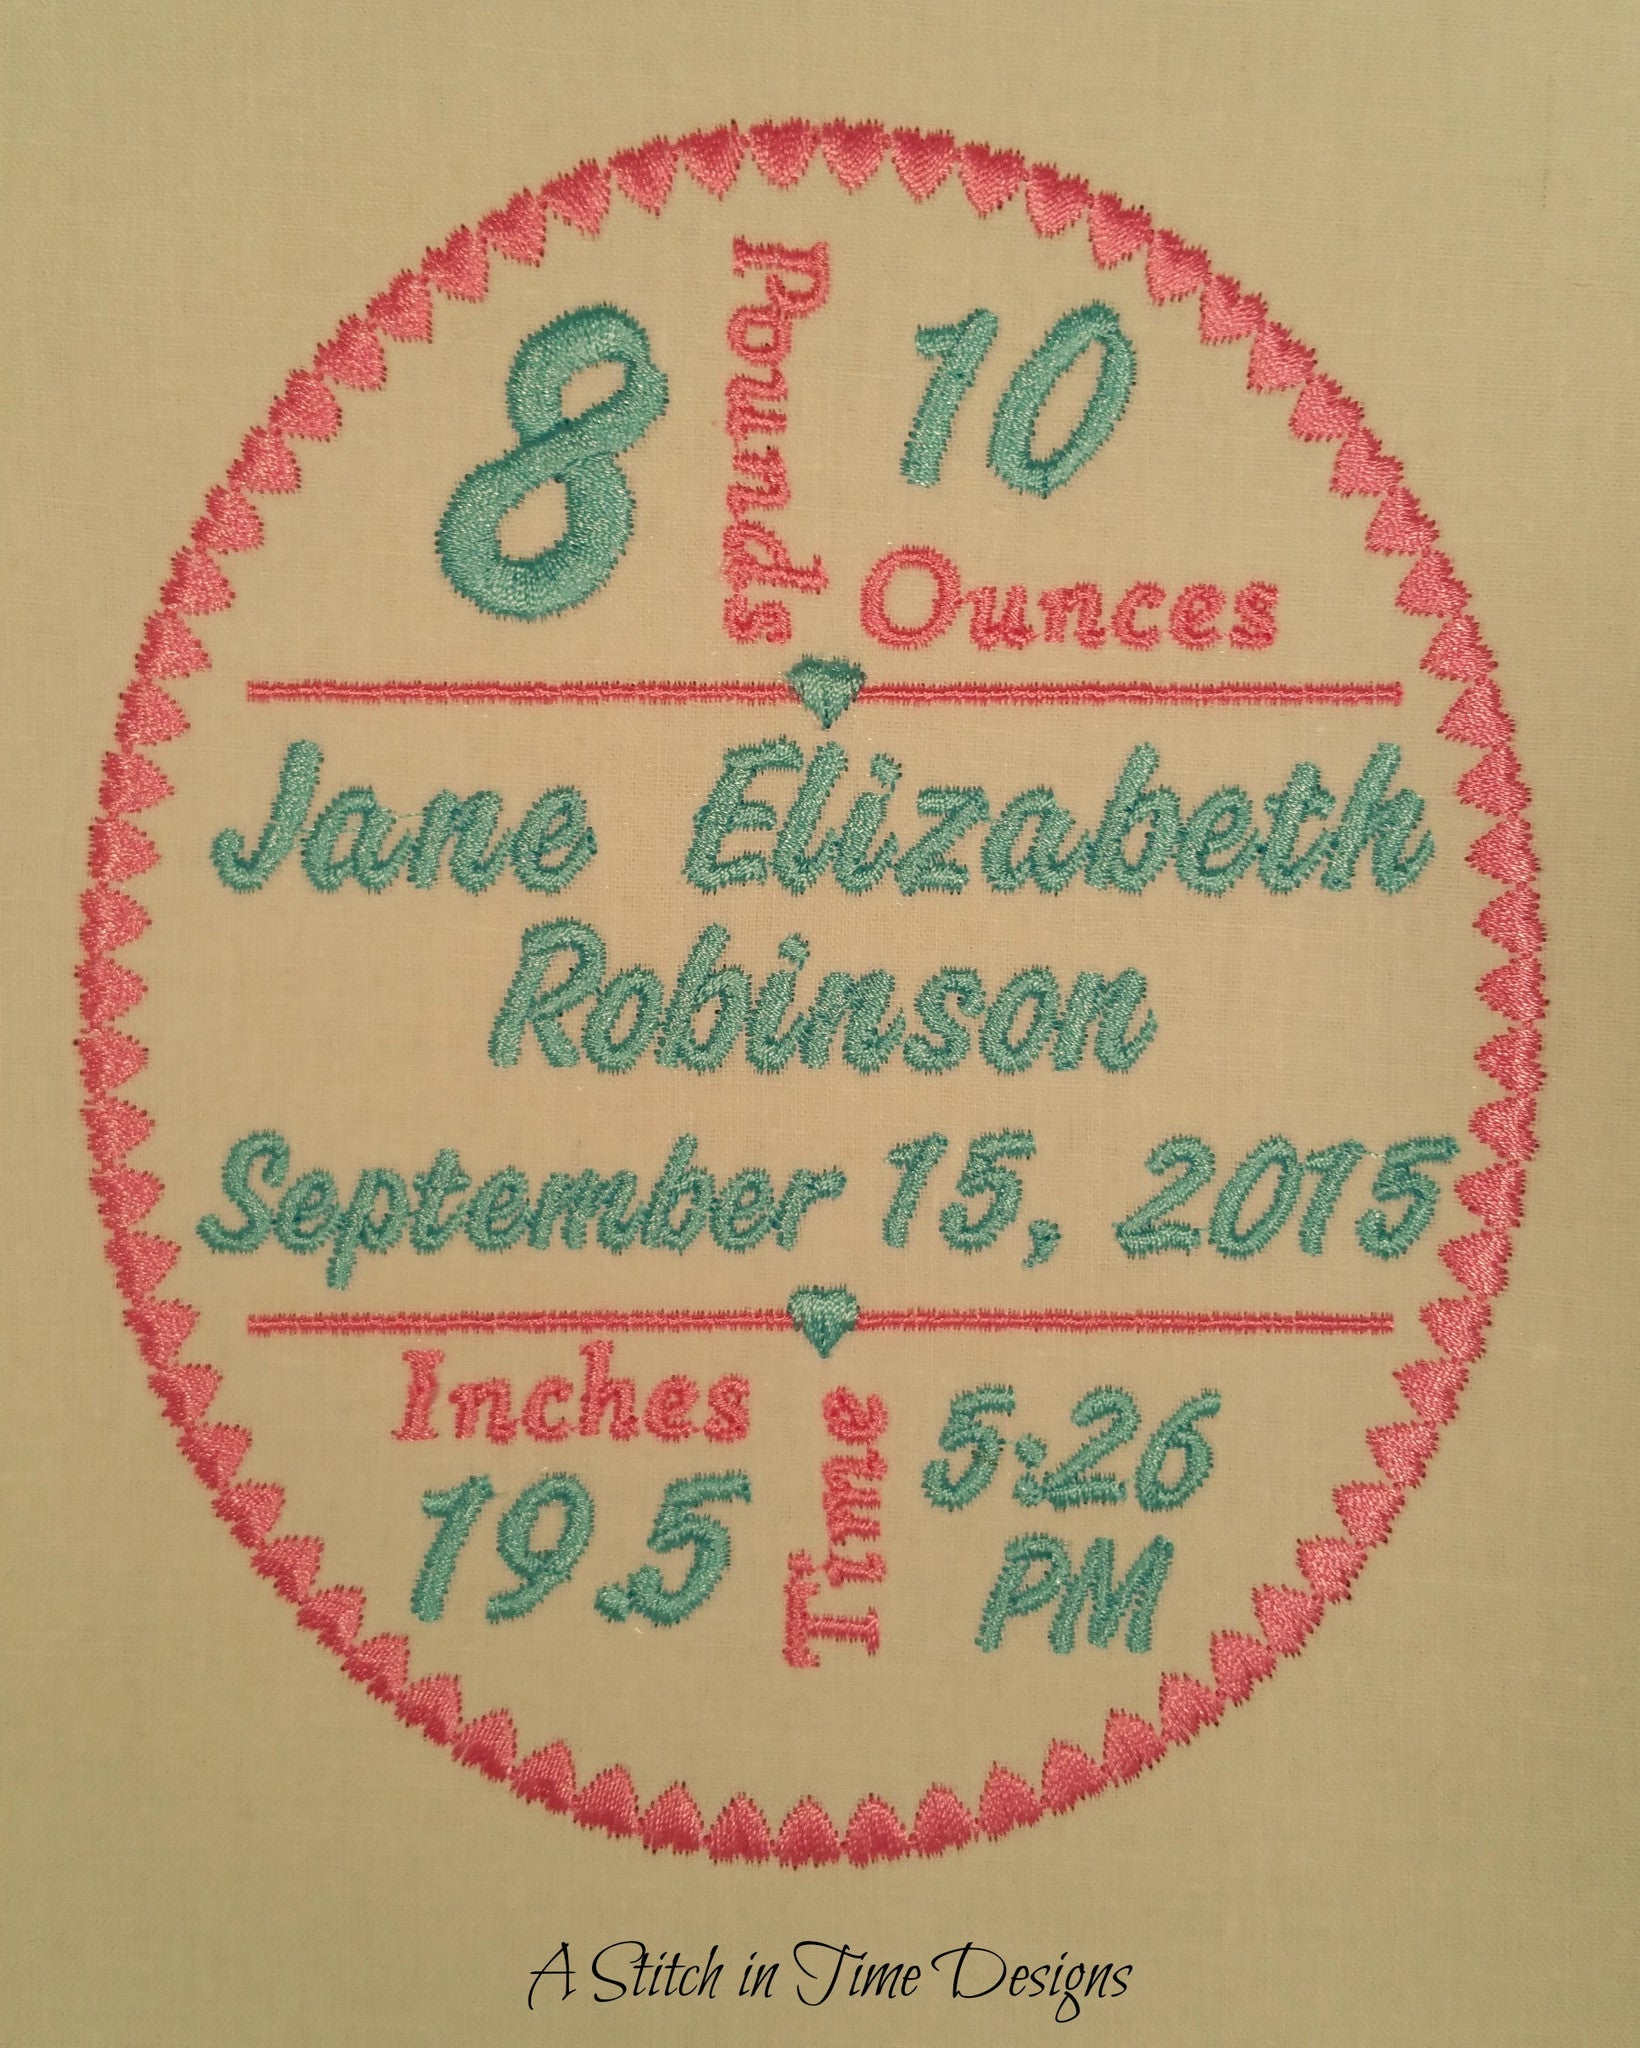 8 Pounds 10
Ounces
Jane Elizabeth
Robinson
September 15, 2015
Inches
19.5
Time
5:26
PM
A Stitch in Time Designs